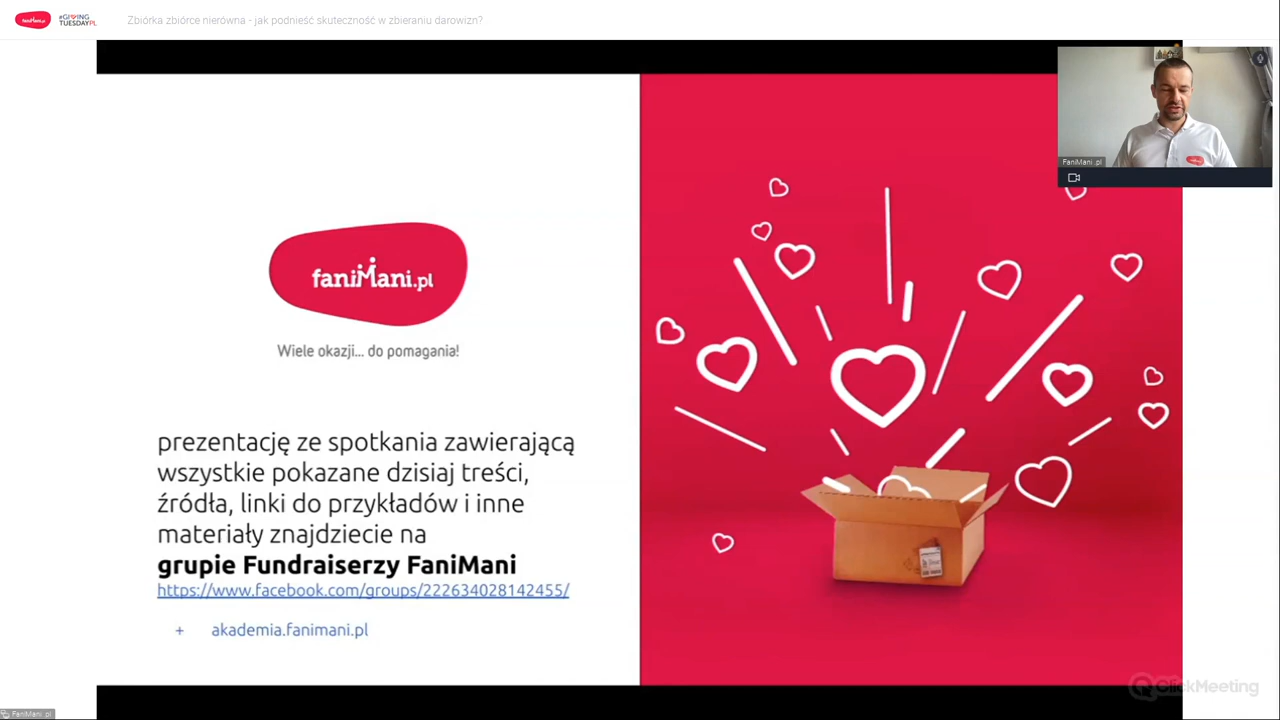 faniMani.pl
#GIVING
TUESDAYPL
Zbiórka zbiórce nierówna - jak podnieść skuteczność w zbieraniu darowizn?
FaniMani .pl
faniMani.pl
Wiele okazji... do pomagania!
prezentację ze spotkania zawierającą
wszystkie pokazane dzisiaj treści,
źródła, linki do przykładów i inne
materiały znajdziecie na
grupie Fundraiserzy FaniMani
https://www.facebook.com/groups/222634028142455/
+ akademia.fanimani.pl
ClickMeeting
FaniMani .pl